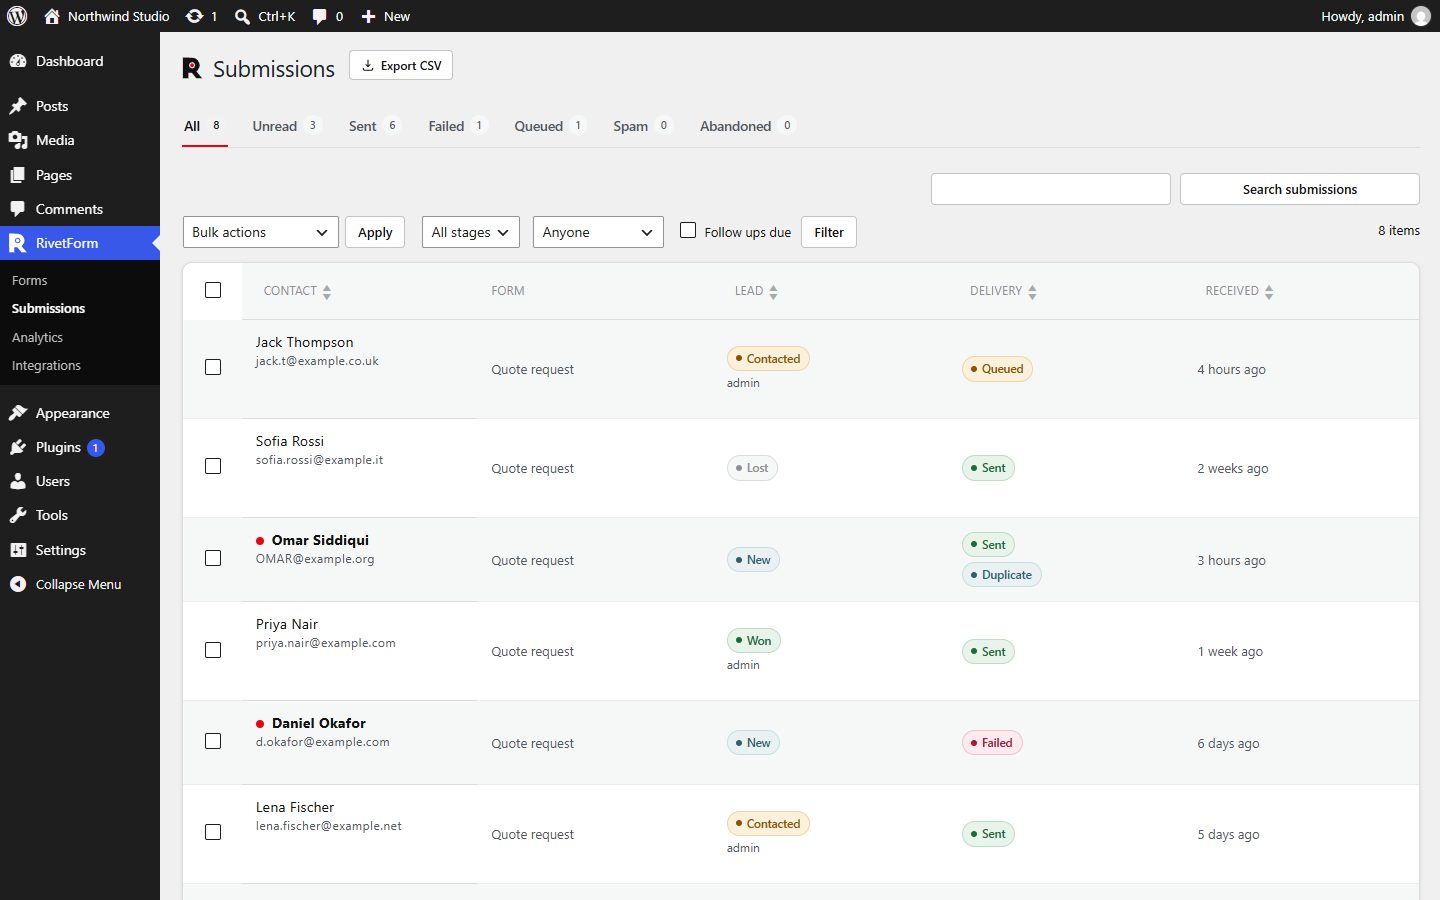 Northwind Studio 1 Ctrl+K 0 New Howdy, admin
Dashboard
Posts
Media
Pages
Comments
RivetForm
Forms
Submissions
Analytics
Integrations
Appearance
Plugins 1
Users
Tools
Settings
Collapse Menu
Submissions Export CSV
All 8 Unread 3 Sent 6 Failed 1 Queued 1 Spam 0 Abandoned 0
Search submissions
Bulk actions Apply All stages Anyone Follow ups due Filter 8 items
CONTACT FORM LEAD DELIVERY RECEIVED
Jack Thompson
jack.t@example.co.uk
Quote request
Contacted
admin
Queued
4 hours ago
Sofia Rossi
sofia.rossi@example.it
Quote request
Lost
Sent
2 weeks ago
Omar Siddiqui
OMAR@example.org
Quote request
New
Sent
Duplicate
3 hours ago
Priya Nair
priya.nair@example.com
Quote request
Won
admin
Sent
1 week ago
Daniel Okafor
d.okafor@example.com
Quote request
New
Failed
6 days ago
Lena Fischer
lena.fischer@example.net
Quote request
Contacted
admin
Sent
5 days ago